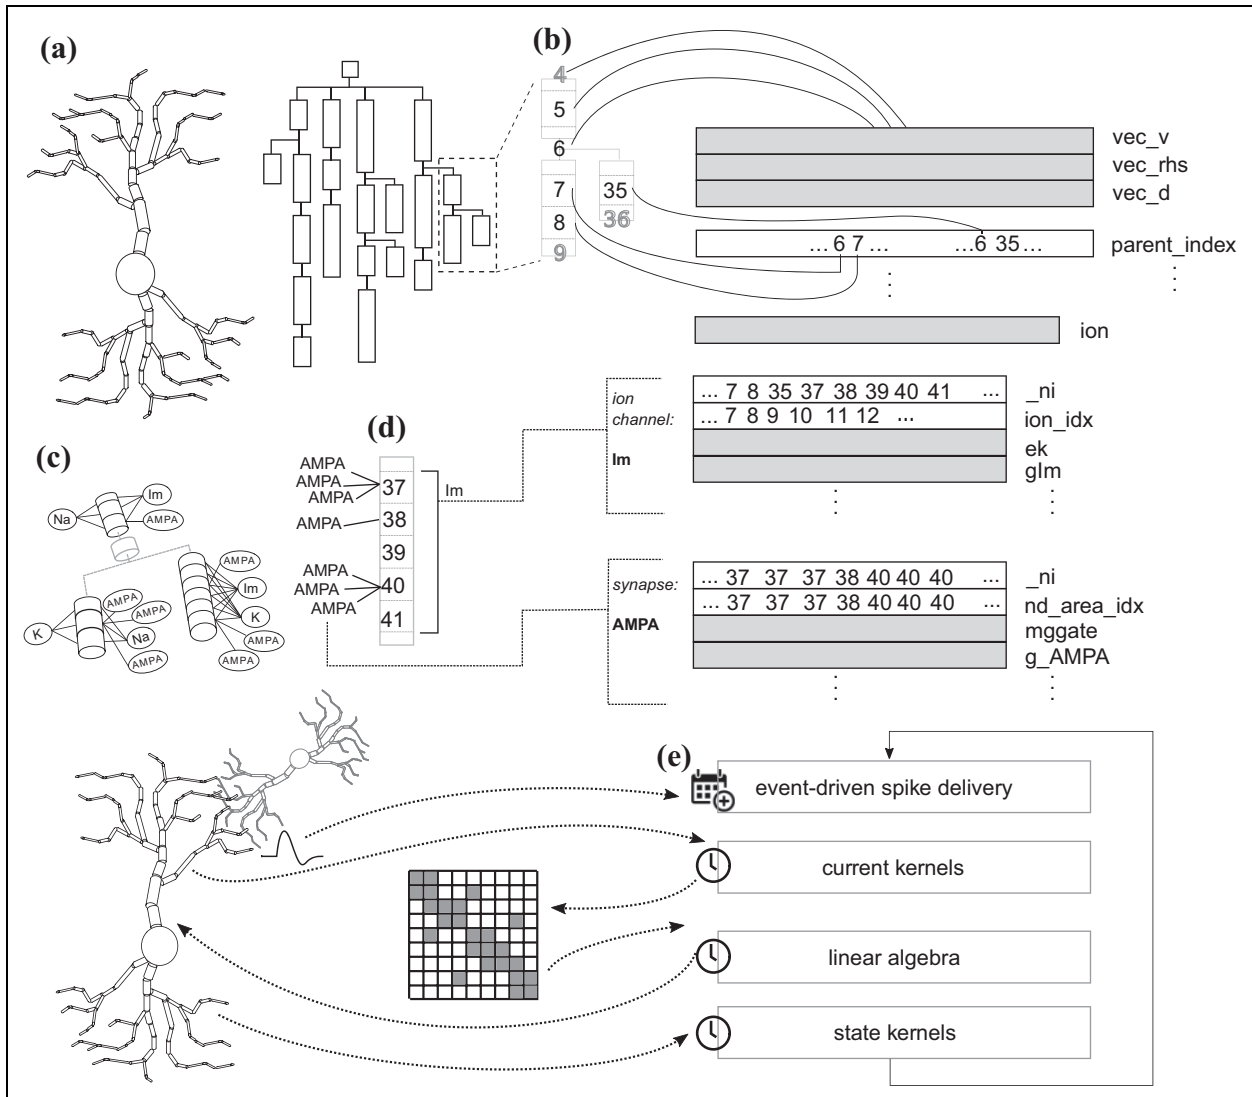 (a)
(b)
4
5
6
7
8
9
35
36
vec_v
vec_rhs
vec_d
... 6 7 ... ...6 35...
parent_index
ion
(c)
Na
Im
AMPA
AMPA
Im
K
AMPA
AMPA
K
AMPA
AMPA
Na
AMPA
(d)
AMPA
AMPA
AMPA
AMPA
AMPA
AMPA
AMPA
37
38
39
40
41
Im
ion
channel:
Im
... 7 8 35 37 38 39 40 41 ...
_ni
... 7 8 9 10 11 12 ...
ion_idx
ek
gIm
synapse:
AMPA
... 37 37 37 38 40 40 40 ...
_ni
... 37 37 37 38 40 40 40 ...
nd_area_idx
mggate
g_AMPA
(e)
event-driven spike delivery
current kernels
linear algebra
state kernels